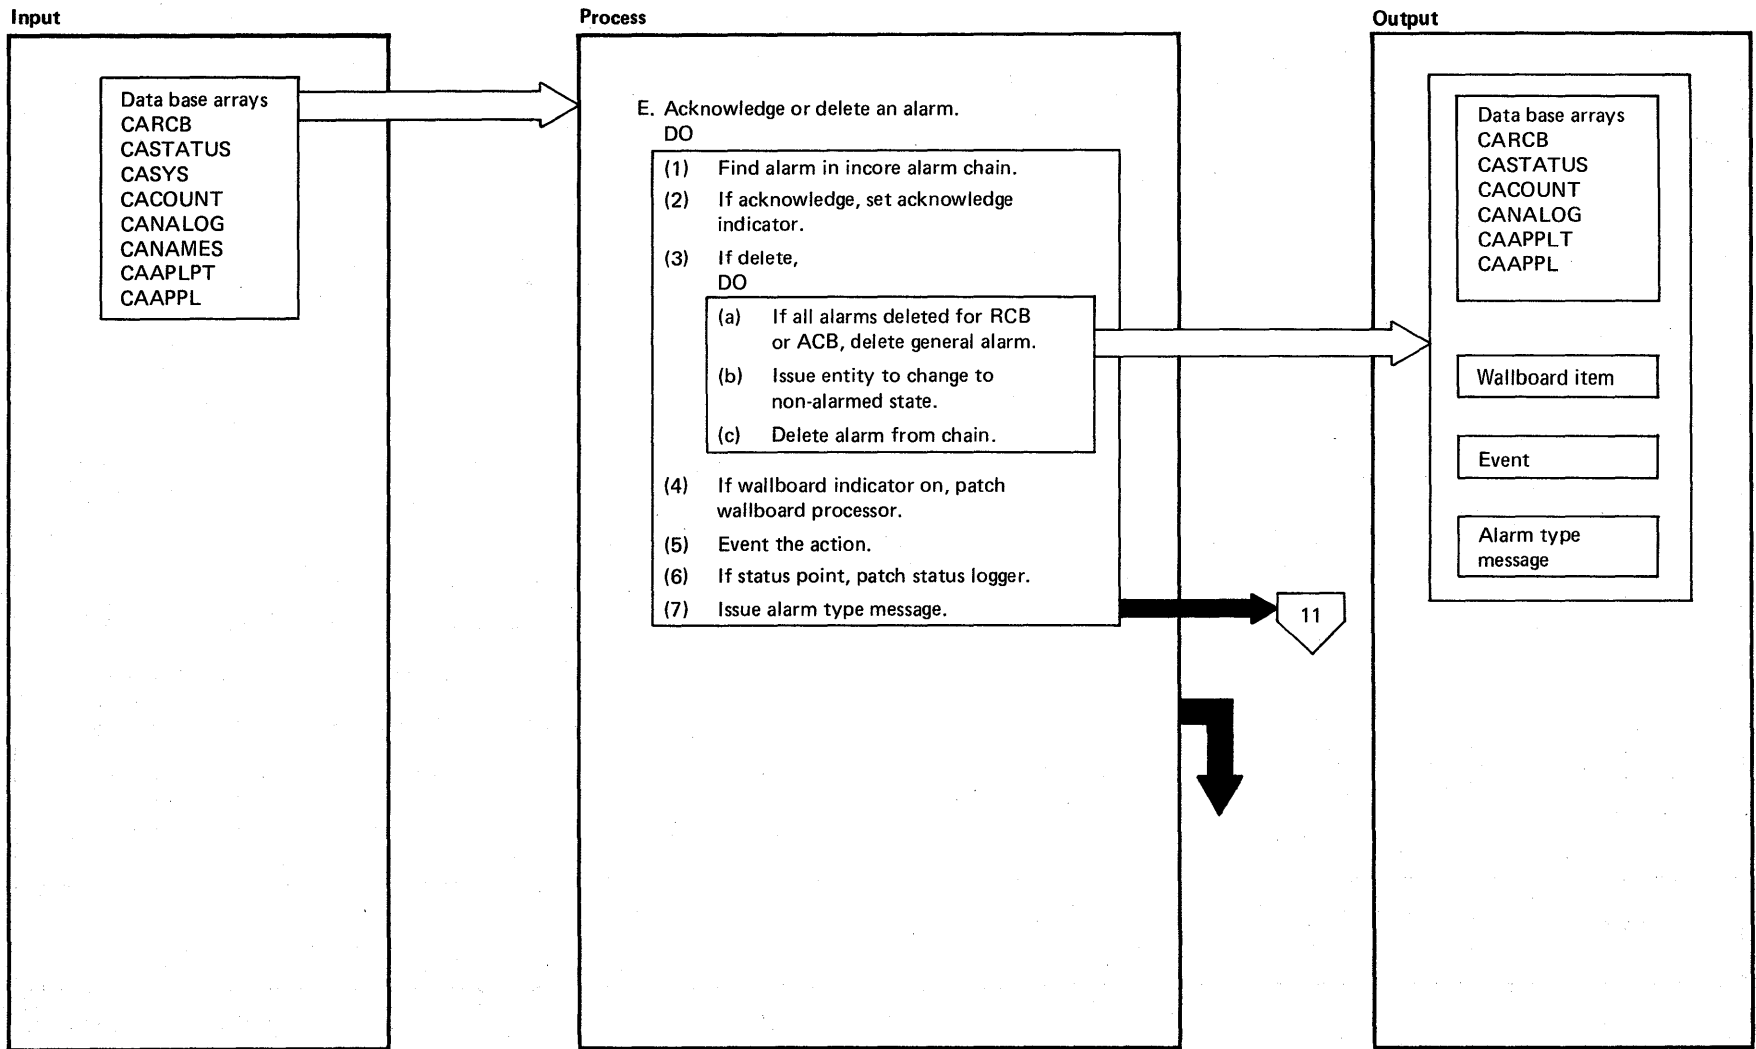 Input
Process
Output
Data base arrays
CARCB
CASTATUS
CASYS
CACOUNT
CANALOG
CANAMES
CAAPLPT
CAAPPL
E. Acknowledge or delete an alarm.
DO
(1) Find alarm in incore alarm chain.
(2) If acknowledge, set acknowledge
indicator.
(3) If delete,
DO
(a) If all alarms deleted for RCB
or ACB, delete general alarm.
(b) Issue entity to change to
non-alarmed state.
(c) Delete alarm from chain.
(4) If wallboard indicator on, patch
wallboard processor.
(5) Event the action.
(6) If status point, patch status logger.
(7) Issue alarm type message.
11
Data base arrays
CARCB
CASTATUS
CACOUNT
CANALOG
CAAPPLT
CAAPPL
Wallboard item
Event
Alarm type
message